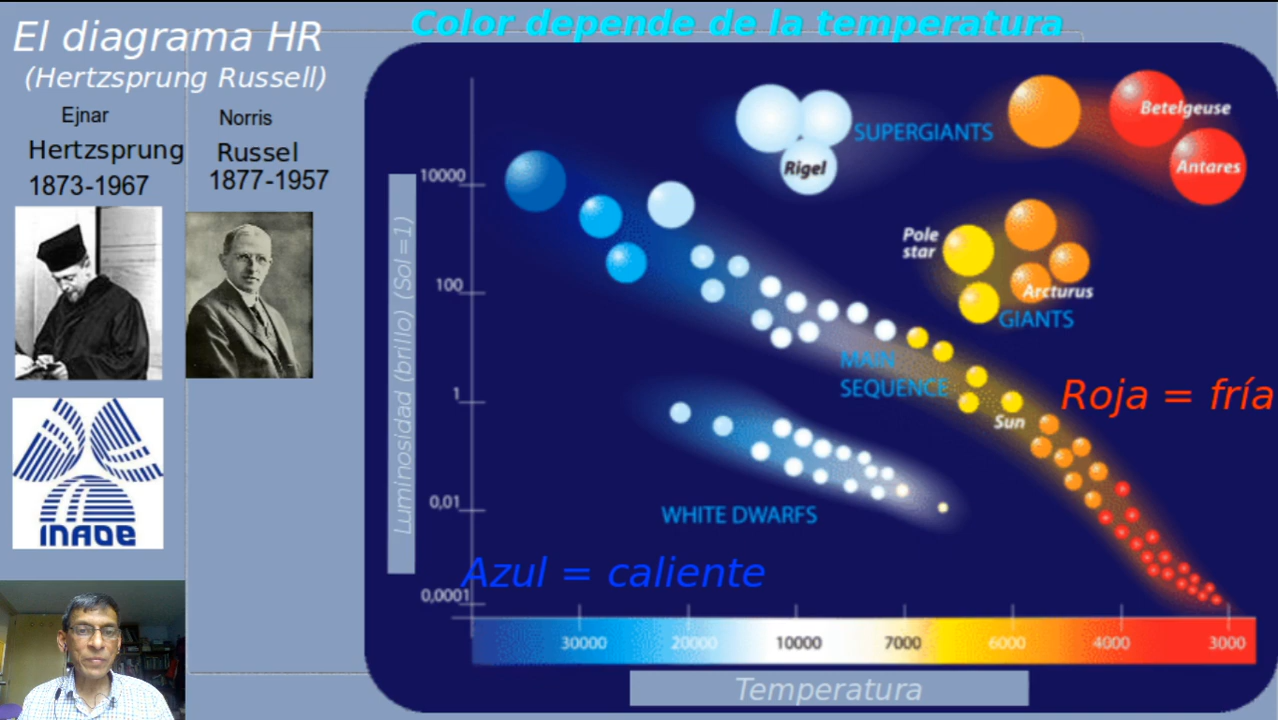 El diagrama HR
(Hertzsprung Russell)
Ejnar
Hertzsprung
1873-1967
Norris
Russel
1877-1957
INAOE
Color depende de la temperatura
Luminosidad (brillo) (Sol =1)
10000
100
1
0,01
0,0001
SUPERGIANTS
Rigel
Betelgeuse
Antares
Pole
star
Arcturus
GIANTS
MAIN
SEQUENCE
Sun
Roja = fría
WHITE DWARFS
Azul = caliente
30000 20000 10000 7000 6000 4000 3000
Temperatura